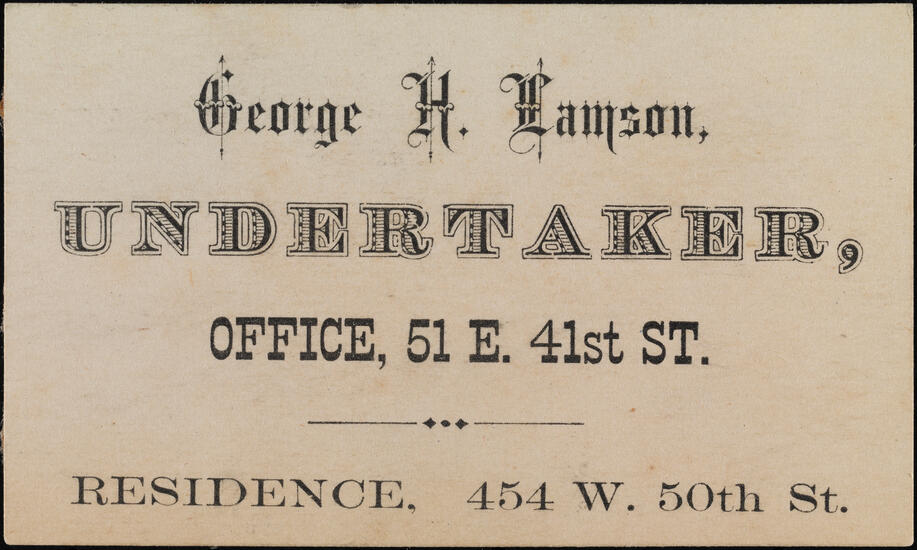 George H. Lamson,
UNDERTAKER,
OFFICE, 51 E. 41st ST.
RESIDENCE, 454 W. 50th St.